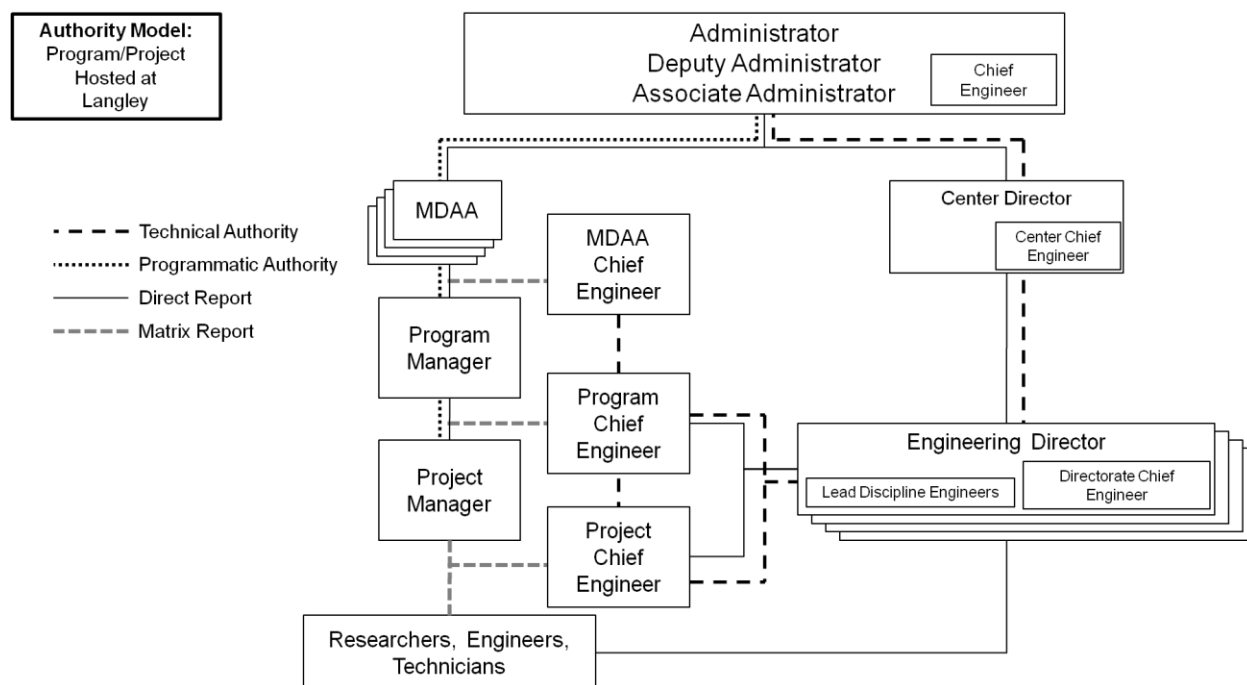 Authority Model:
Program/Project
Hosted at
Langley
Administrator
Deputy Administrator
Associate Administrator
Chief
Engineer
MDAA
Center Director
Center Chief
Engineer
Technical Authority
Programmatic Authority
Direct Report
Matrix Report
MDAA
Chief
Engineer
Program
Manager
Program
Chief
Engineer
Engineering Director
Lead Discipline Engineers
Directorate Chief
Engineer
Project
Manager
Project
Chief
Engineer
Researchers, Engineers,
Technicians